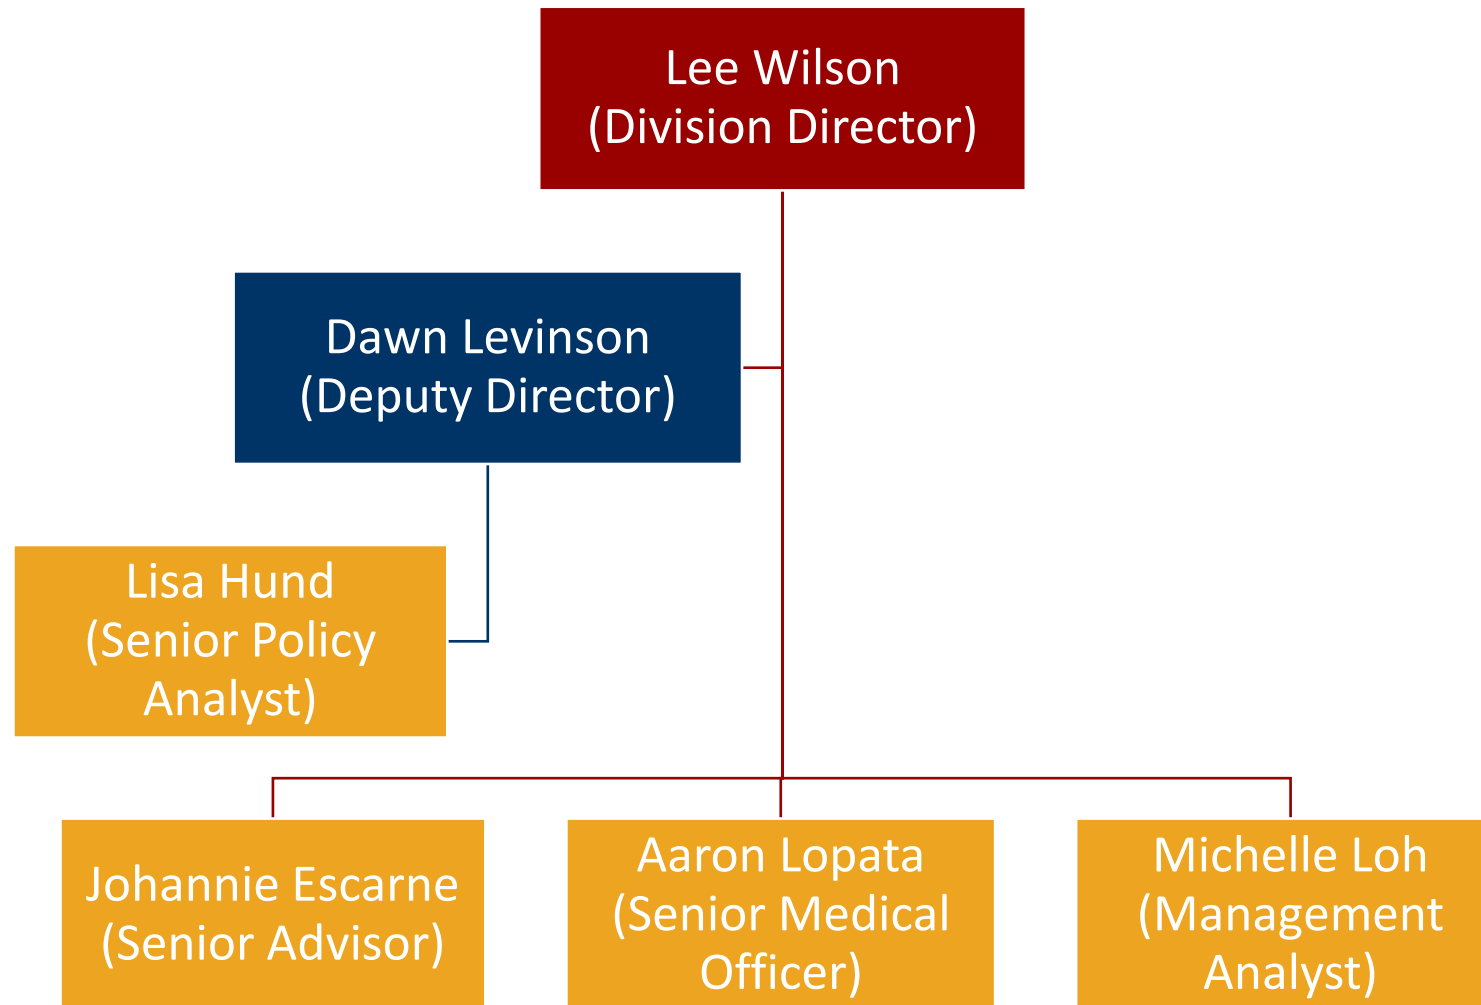 Lee Wilson
(Division Director)
Dawn Levinson
(Deputy Director)
Lisa Hund
(Senior Policy
Analyst)
Johannie Escarne
(Senior Advisor)
Aaron Lopata
(Senior Medical
Officer)
Michelle Loh
(Management
Analyst)